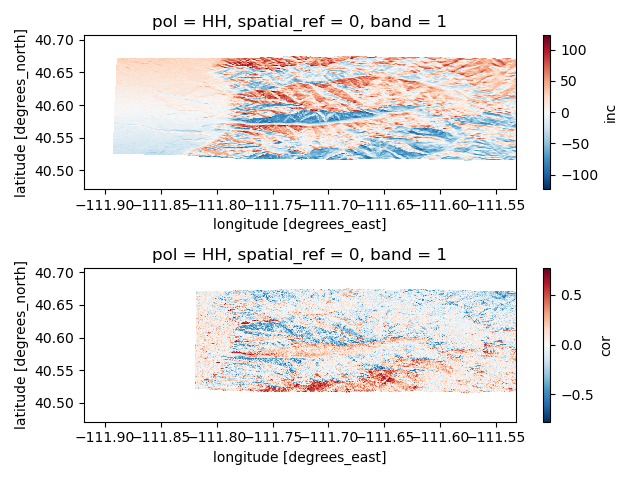 pol = HH, spatial_ref = 0, band = 1
40.70
40.65
40.60
40.55
40.50
latitude [degrees_north]
−111.90 −111.85 −111.80 −111.75 −111.70 −111.65 −111.60 −111.55
longitude [degrees_east]
100
50
0
−50
−100
inc
pol = HH, spatial_ref = 0, band = 1
40.70
40.65
40.60
40.55
40.50
latitude [degrees_north]
−111.90 −111.85 −111.80 −111.75 −111.70 −111.65 −111.60 −111.55
longitude [degrees_east]
0.5
0.0
−0.5
cor